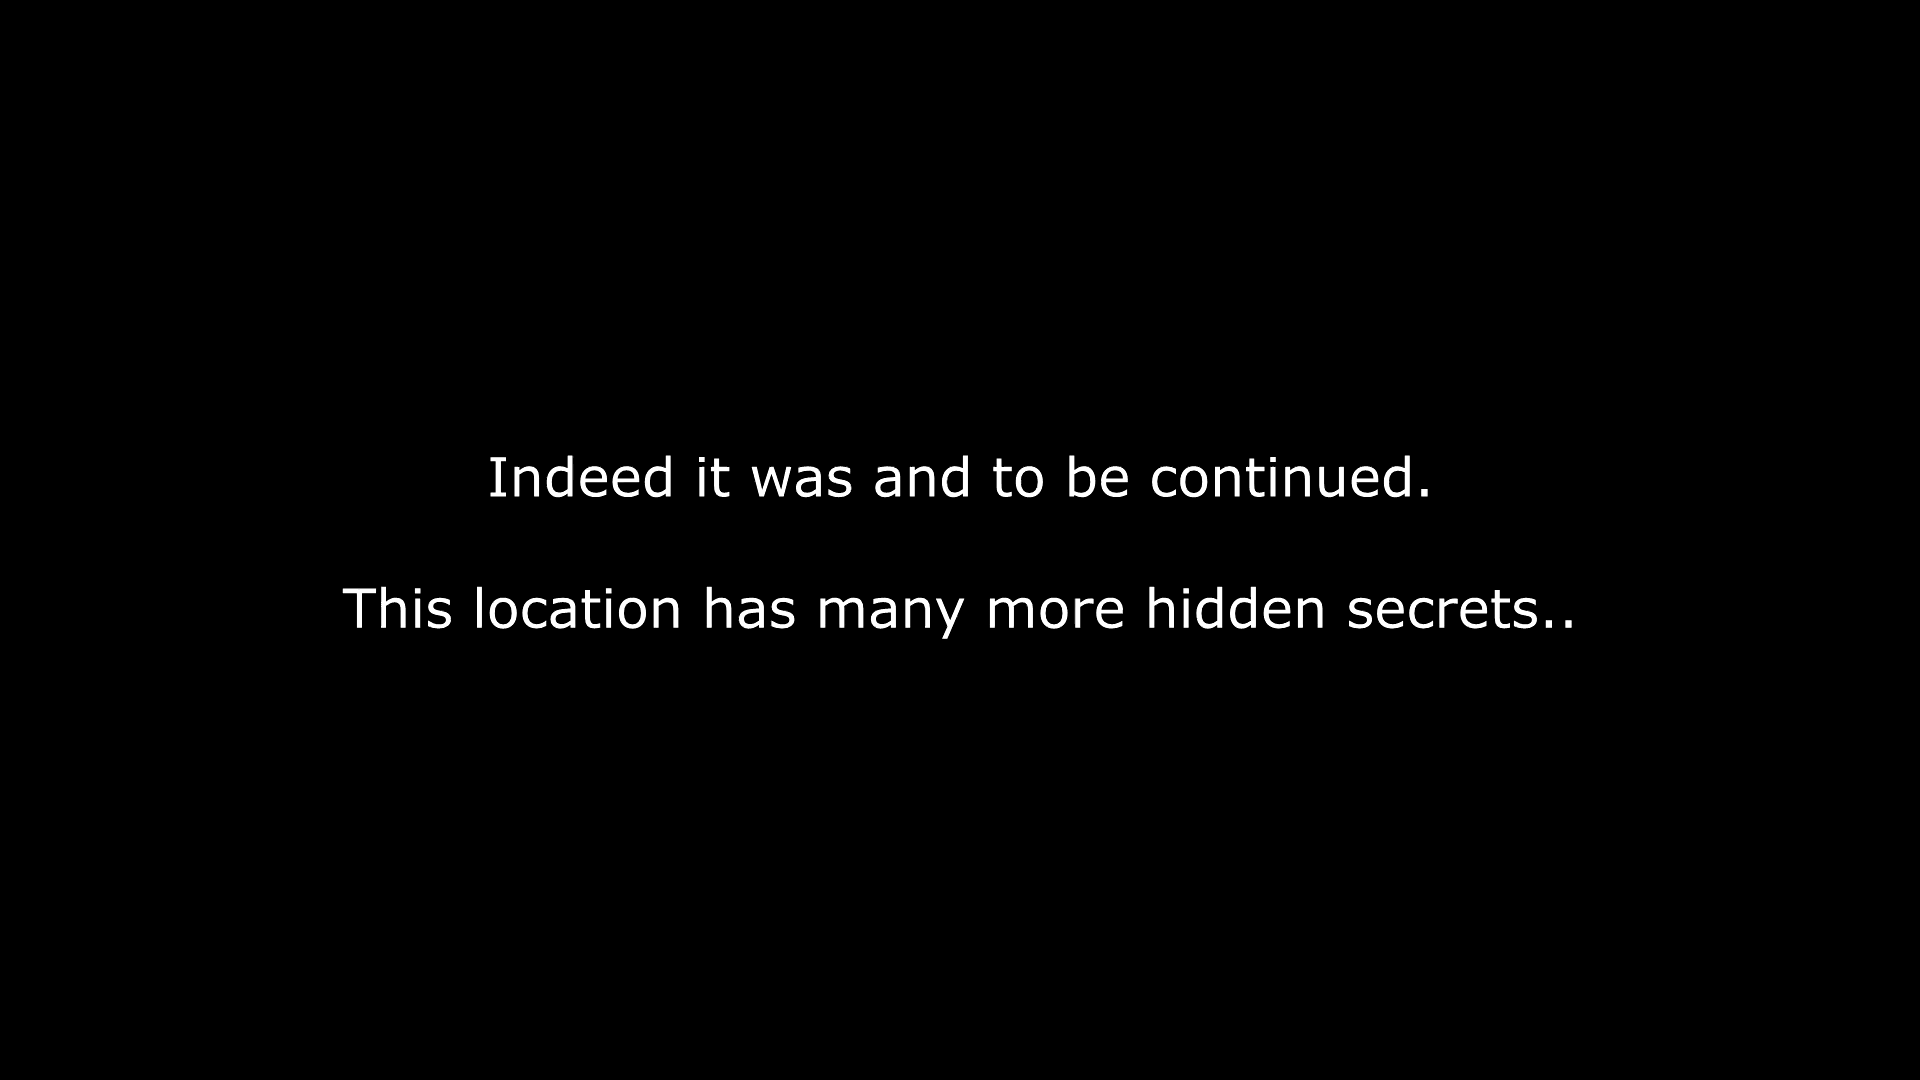 Indeed it was and to be continued.
This location has many more hidden secrets..